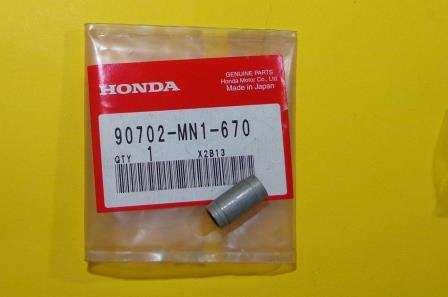 HONDA
GENUINE PARTS
Honda Motor Co., Ltd
Made in Japan
90702-MN1-670
QTY 1 X2B13